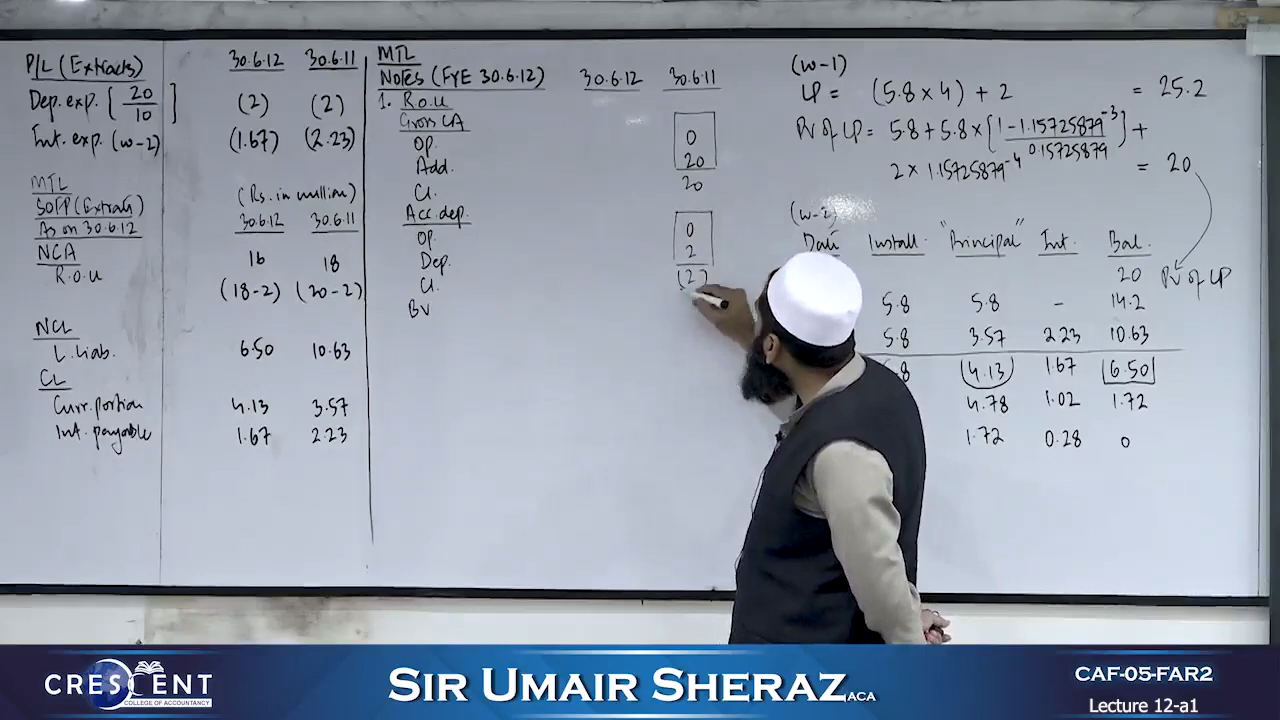 P/L (Extracts) 30.6.12 30.6.11
Dep. exp. [20/10] (2) (2)
Int. exp. (w-2) (1.67) (2.23)
MTL
SOFP (Extracts) (Rs. in million)
As on 30.6.12 30.6.12 30.6.11
NCA
R.O.U 16 18
(18-2) (20-2)
NCL
L. Liab. 6.50 10.63
CL
Curr. portion 4.13 3.57
Int. payable 1.67 2.23
MTL
Notes (FYE 30.6.12) 30.6.12 30.6.11
1. R.O.U
Gross CA
Op. 0
Add. 20
Cl. 20
Acc. dep.
Op. 0
Dep. 2
Cl. (2)
BV
(w-1)
LP = (5.8 x 4) + 2 = 25.2
PV of LP = 5.8 + 5.8 x [1 - 1.15725879⁻³ / 0.15725879] +
2 x 1.15725879⁻⁴ = 20
(w-2)
Date Install. "Principal" Int. Bal.
20 PV of LP
5.8 5.8 - 14.2
5.8 3.57 2.23 10.63
4.13 1.67 6.50
4.78 1.02 1.72
1.72 0.28 0
CRESCENT
COLLEGE OF ACCOUNTANCY
SIR UMAIR SHERAZ, ACA
CAF-05-FAR2
Lecture 12-a1